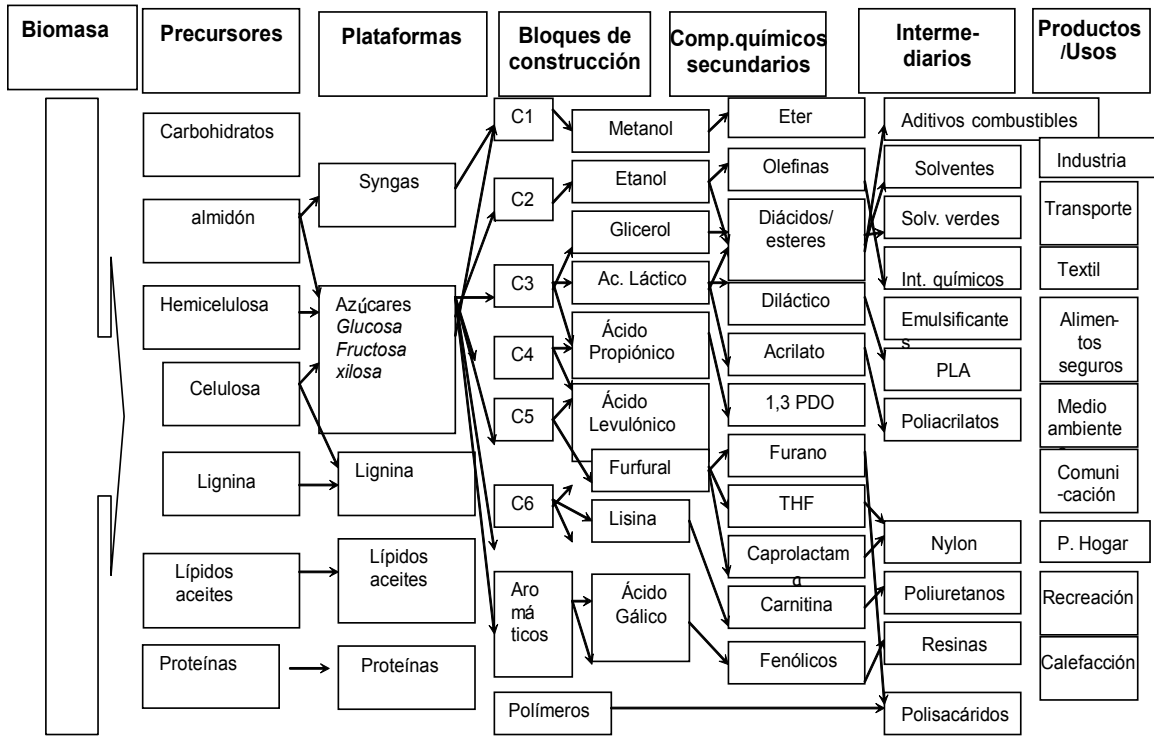 Biomasa
Precursores
Plataformas
Bloques de
construcción
Comp.químicos
secundarios
Interme-
diarios
Productos
/Usos
Carbohidratos
almidón
Hemicelulosa
Celulosa
Lignina
Lípidos
aceites
Proteínas
Syngas
Azúcares
Glucosa
Fructosa
xilosa
Lignina
Lípidos
aceites
Proteínas
C1
C2
C3
C4
C5
C6
Aro
má
ticos
Polímeros
Metanol
Etanol
Glicerol
Ac. Láctico
Ácido
Propiónico
Ácido
Levulónico
Furfural
Lisina
Ácido
Gálico
Eter
Olefinas
Diácidos/
esteres
Diláctico
Acrilato
1,3 PDO
Furano
THF
Caprolactam
a
Carnitina
Fenólicos
Aditivos combustibles
Solventes
Solv. verdes
Int. químicos
Emulsificante
s
PLA
Poliacrilatos
Nylon
Poliuretanos
Resinas
Polisacáridos
Industria
Transporte
Textil
Alimen-
tos
seguros
Medio
ambiente
Comuni
-cación
P. Hogar
Recreación
Calefacción